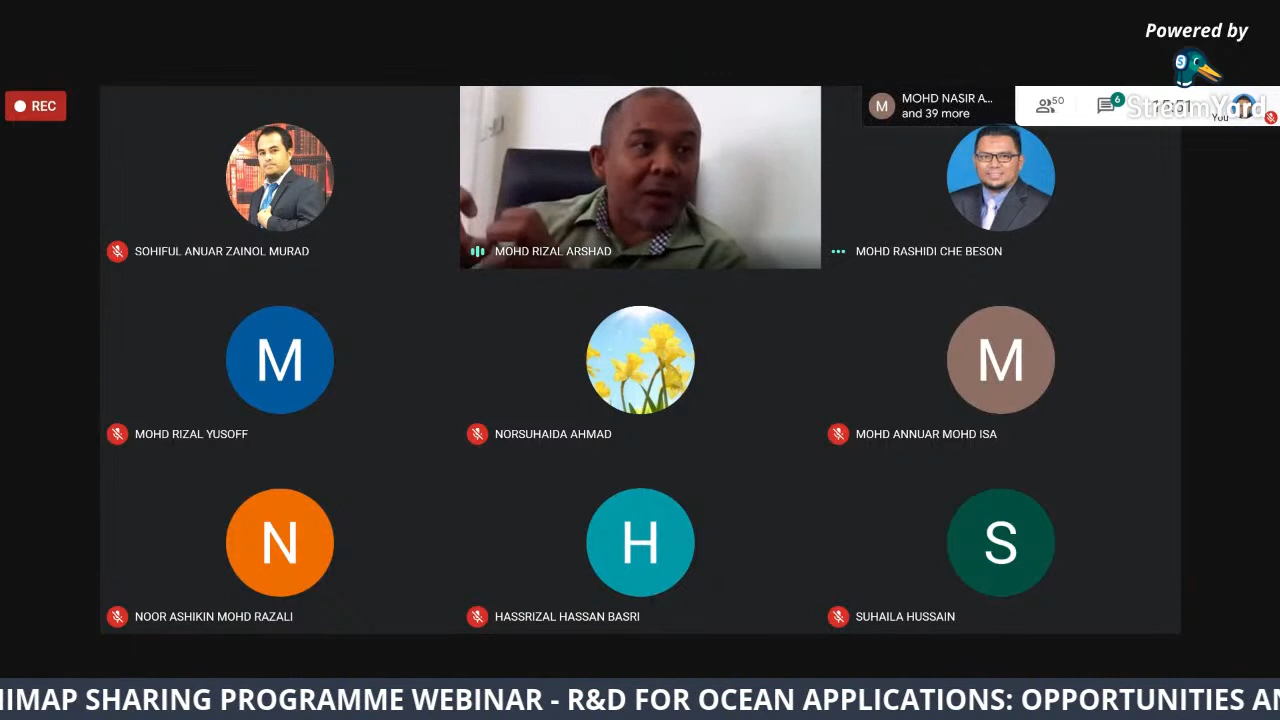 Powered by
S
StreamYard
REC
M
MOHD NASIR A...
and 39 more
50
6
You
SOHIFUL ANUAR ZAINOL MURAD
MOHD RIZAL ARSHAD
MOHD RASHIDI CHE BESON
M
M
MOHD RIZAL YUSOFF
NORSUHAIDA AHMAD
MOHD ANNUAR MOHD ISA
N
H
S
NOOR ASHIKIN MOHD RAZALI
HASSRIZAL HASSAN BASRI
SUHAILA HUSSAIN
IIMAP SHARING PROGRAMME WEBINAR - R&D FOR OCEAN APPLICATIONS: OPPORTUNITIES AN